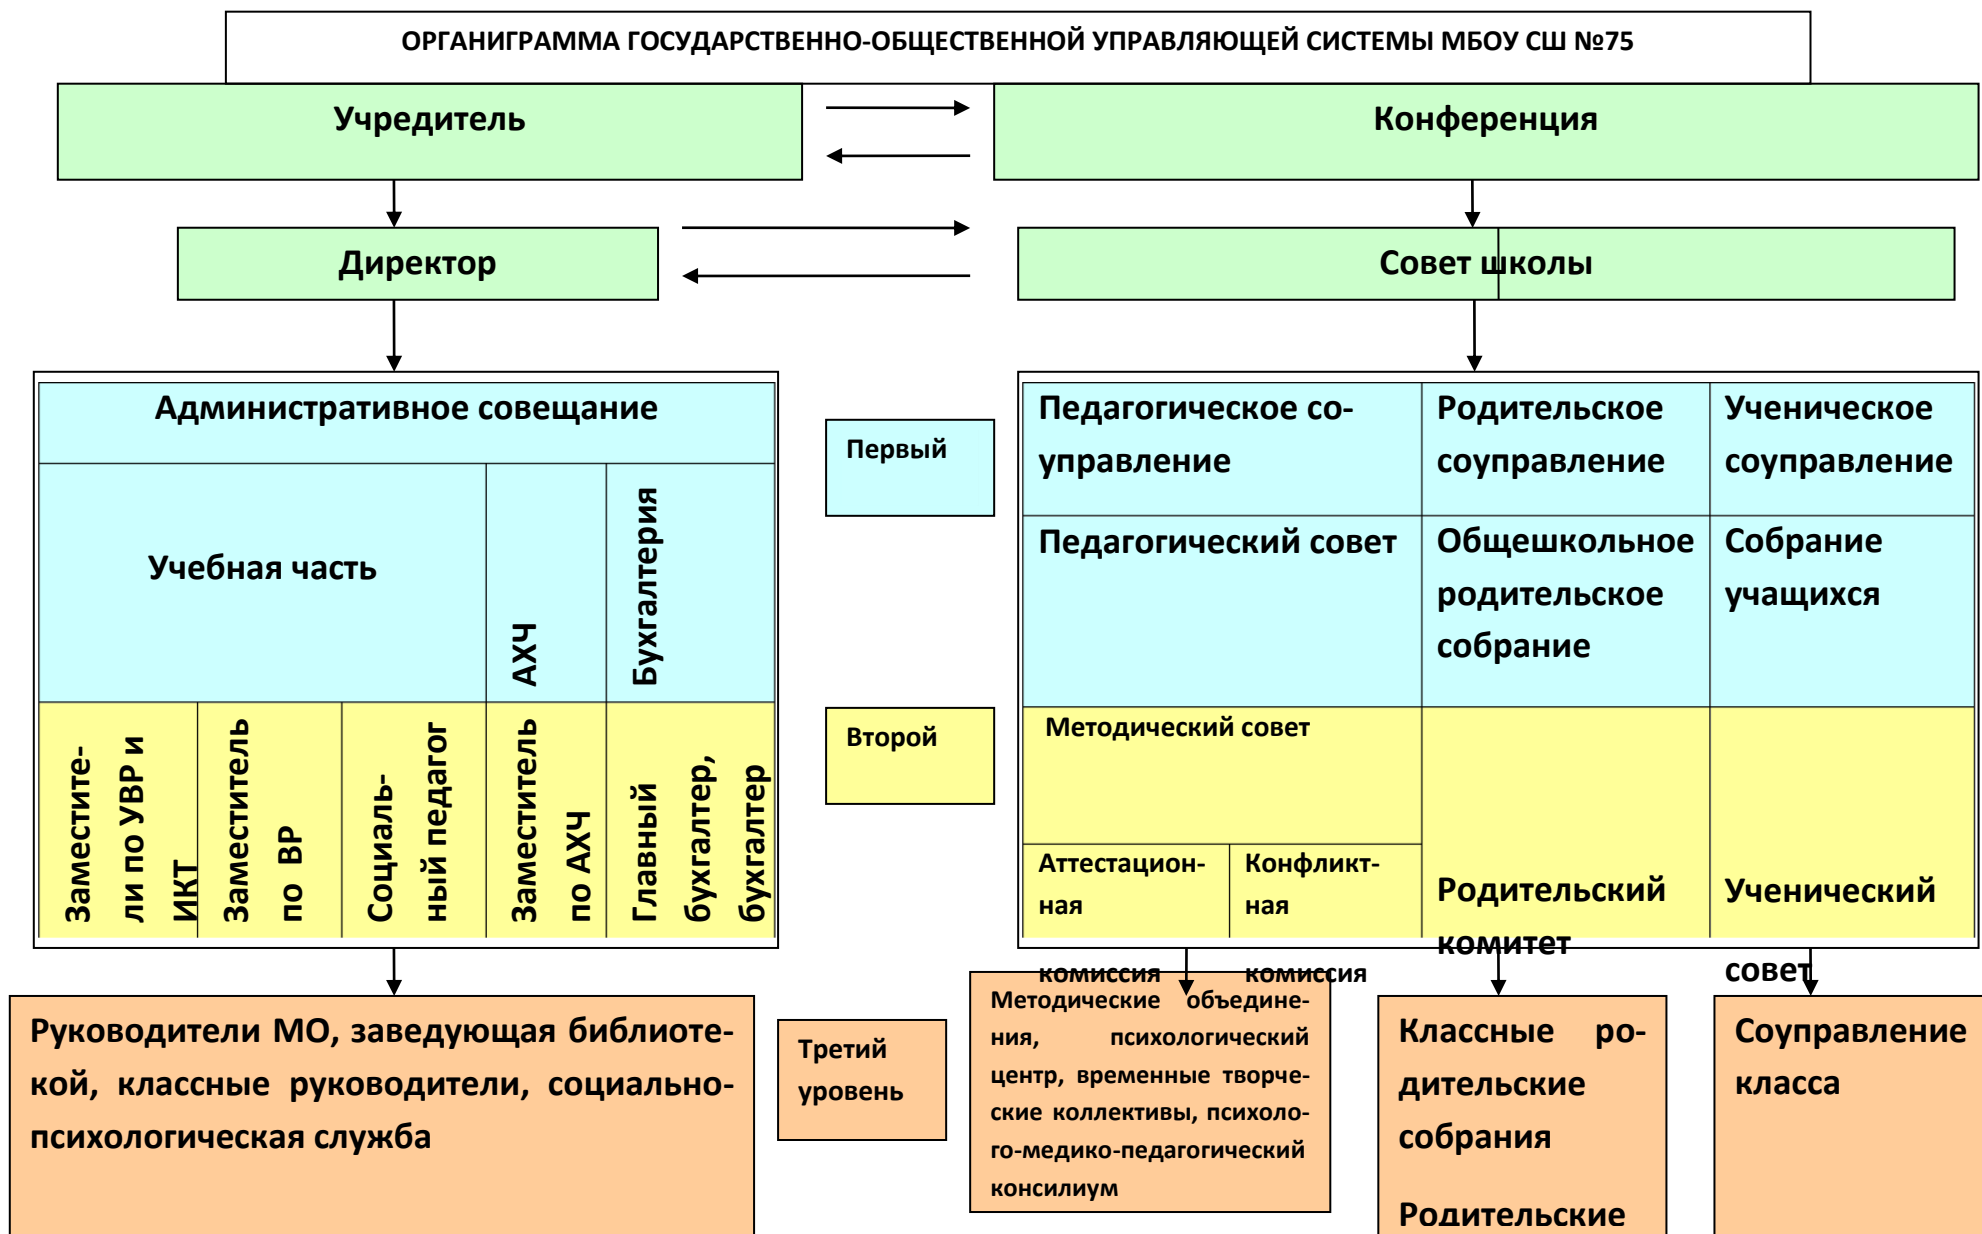 ОРГАНИГРАММА ГОСУДАРСТВЕННО-ОБЩЕСТВЕННОЙ УПРАВЛЯЮЩЕЙ СИСТЕМЫ МБОУ СШ №75
Учредитель
Конференция
Директор
Совет школы
Административное совещание
Учебная часть
АХЧ
Бухгалтерия
Заместите-
ли по УВР и
ИКТ
Заместитель
по ВР
Социаль-
ный педагог
Заместитель
по АХЧ
Главный
бухгалтер,
бухгалтер
Первый
Второй
Педагогическое со-
управление
Родительское
соуправление
Ученическое
соуправление
Педагогический совет
Общешкольное
родительское
собрание
Собрание
учащихся
Методический совет
Аттестацион-
ная
комиссия
Конфликт-
ная
комиссия
Родительский
комитет
Ученический
совет
Руководители МО, заведующая библиоте-
кой, классные руководители, социально-
психологическая служба
Третий
уровень
Методические объедине-
ния, психологический
центр, временные творче-
ские коллективы, психоло-
го-медико-педагогический
консилиум
Классные ро-
дительские
собрания
Родительские
Соуправление
класса